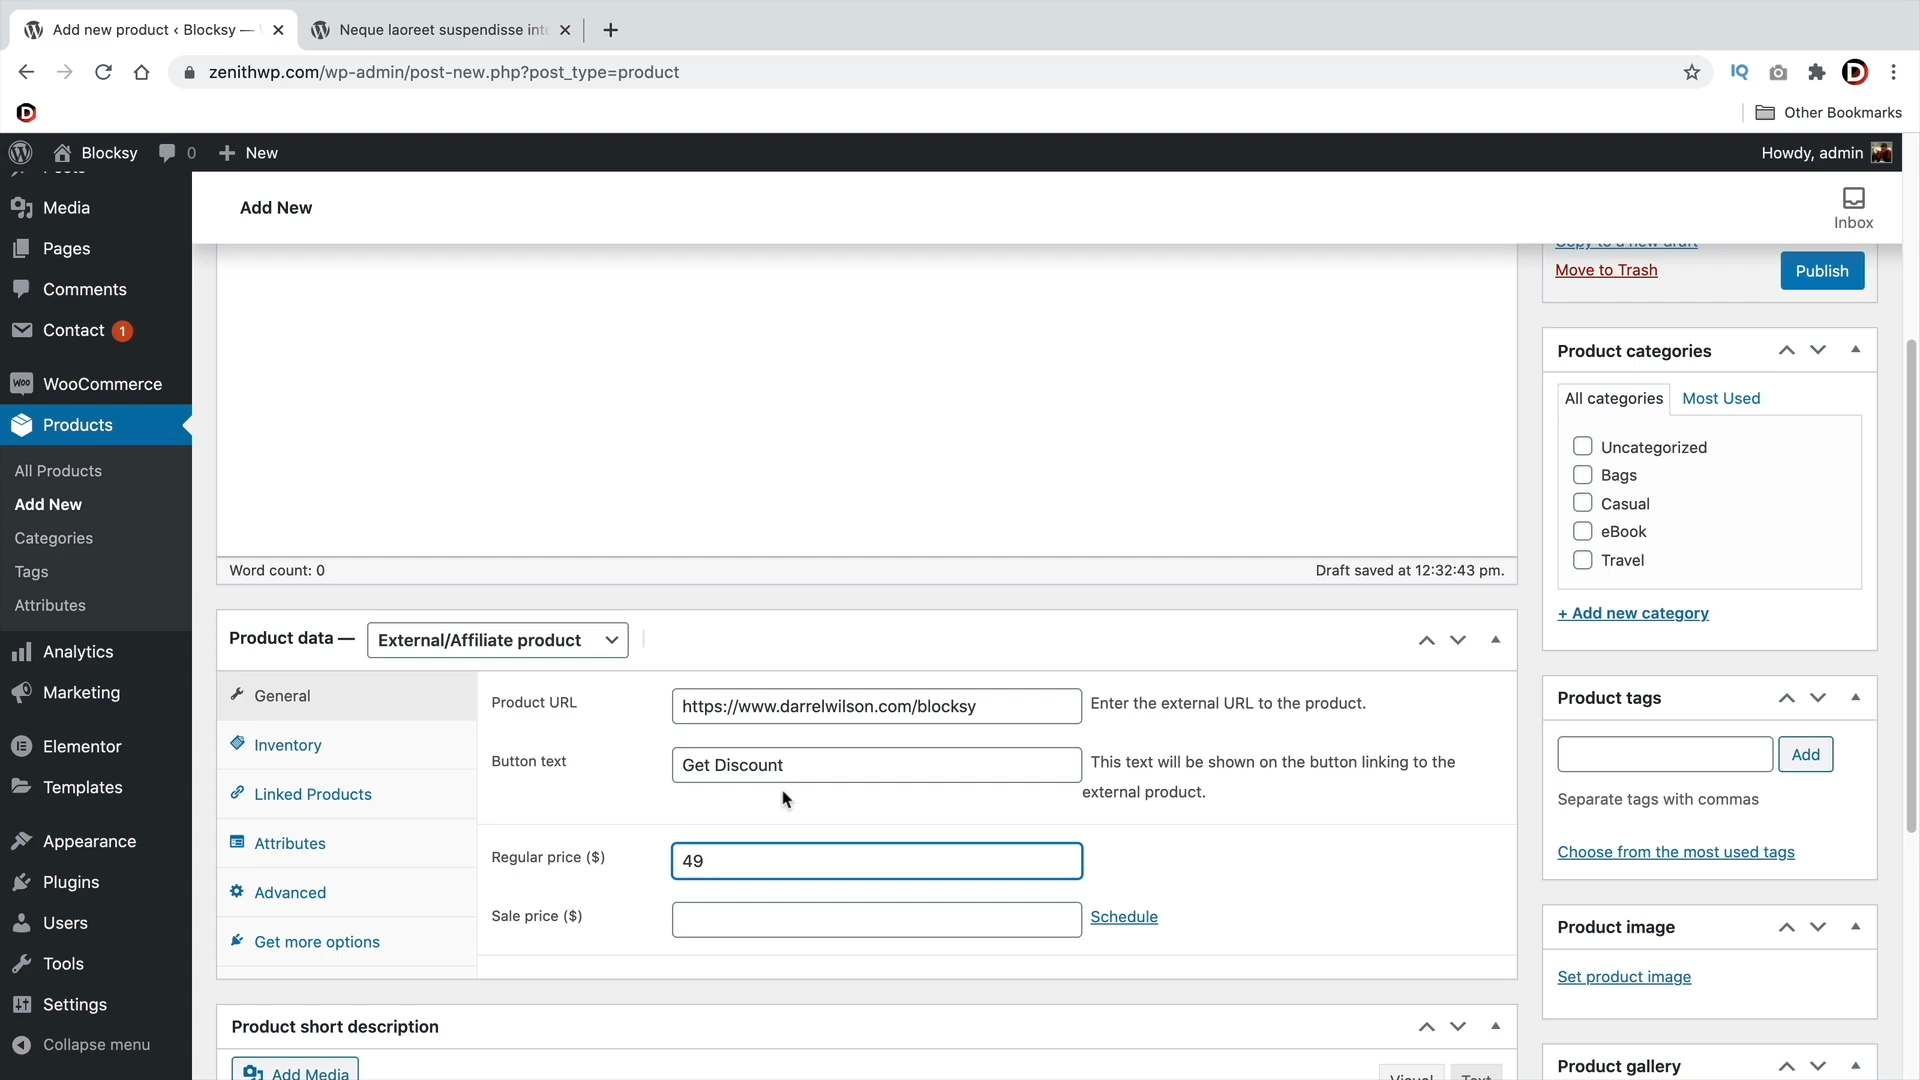 Add new product ‹ Blocksy —
Neque laoreet suspendisse inte
zenithwp.com/wp-admin/post-new.php?post_type=product
IQ
D
D
Other Bookmarks
Blocksy
0
New
Howdy, admin
Posts
Media
Pages
Comments
Contact 1
WooCommerce
Products
All Products
Add New
Categories
Tags
Attributes
Analytics
Marketing
Elementor
Templates
Appearance
Plugins
Users
Tools
Settings
Collapse menu
Add New
Inbox
Word count: 0
Draft saved at 12:32:43 pm.
Product data —
External/Affiliate product
General
Inventory
Linked Products
Attributes
Advanced
Get more options
Product URL
https://www.darrelwilson.com/blocksy
Enter the external URL to the product.
Button text
Get Discount
This text will be shown on the button linking to the
external product.
Regular price ($)
49
Sale price ($)
Schedule
Product short description
Add Media
Visual
Text
Copy to a new draft
Move to Trash
Publish
Product categories
All categories
Most Used
Uncategorized
Bags
Casual
eBook
Travel
+ Add new category
Product tags
Add
Separate tags with commas
Choose from the most used tags
Product image
Set product image
Product gallery